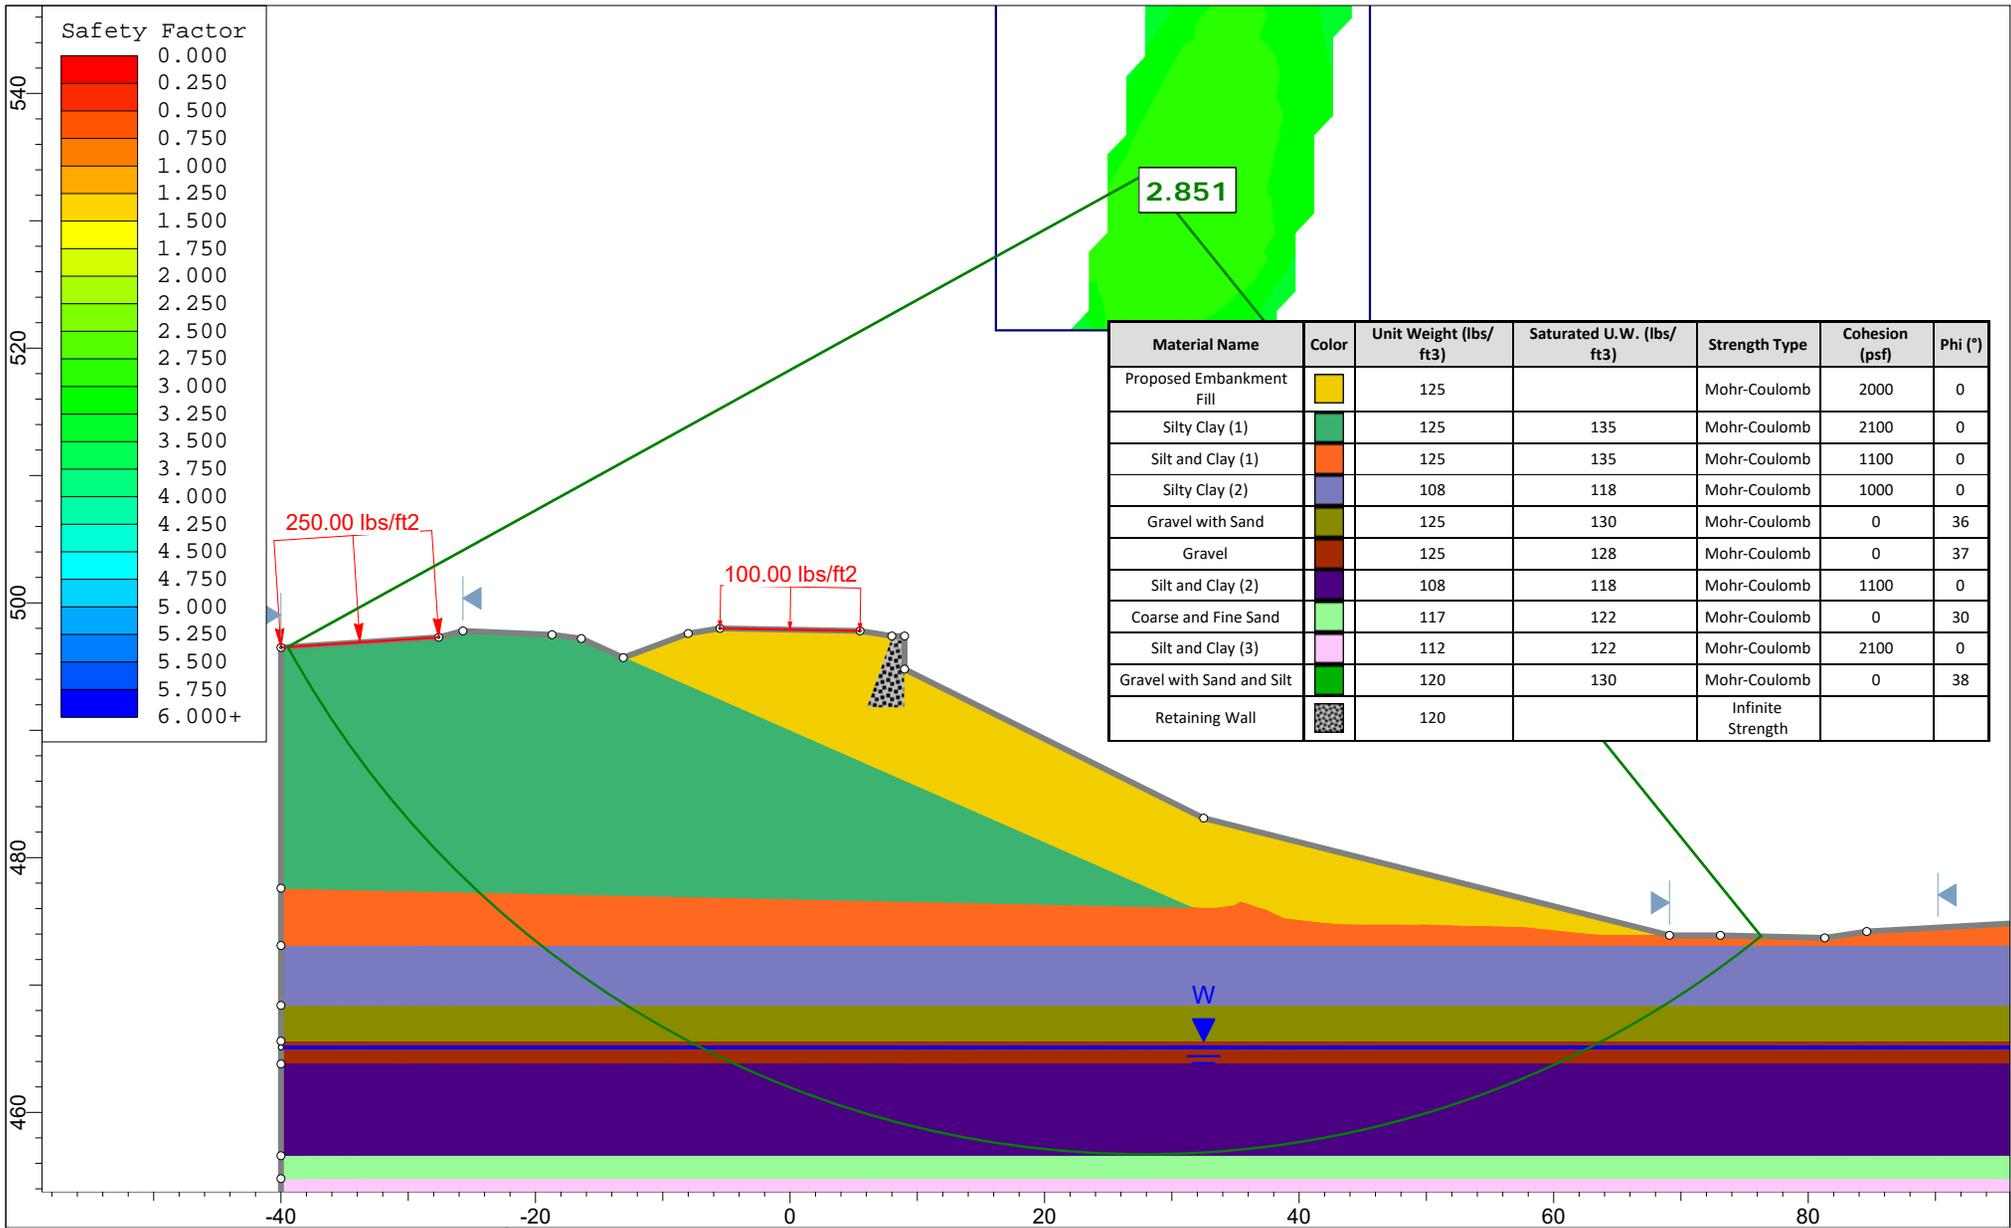 Safety Factor
0.000
0.250
0.500
0.750
1.000
1.250
1.500
1.750
2.000
2.250
2.500
2.750
3.000
3.250
3.500
3.750
4.000
4.250
4.500
4.750
5.000
5.250
5.500
5.750
6.000+
540
520
500
480
460
2.851
250.00 lbs/ft2
100.00 lbs/ft2
Material Name Color Unit Weight (lbs/ft3) Saturated U.W. (lbs/ft3) Strength Type Cohesion (psf) Phi (°)
Proposed Embankment Fill 125 Mohr-Coulomb 2000 0
Silty Clay (1) 125 135 Mohr-Coulomb 2100 0
Silt and Clay (1) 125 135 Mohr-Coulomb 1100 0
Silty Clay (2) 108 118 Mohr-Coulomb 1000 0
Gravel with Sand 125 130 Mohr-Coulomb 0 36
Gravel 125 128 Mohr-Coulomb 0 37
Silt and Clay (2) 108 118 Mohr-Coulomb 1100 0
Coarse and Fine Sand 117 122 Mohr-Coulomb 0 30
Silt and Clay (3) 112 122 Mohr-Coulomb 2100 0
Gravel with Sand and Silt 120 130 Mohr-Coulomb 0 38
Retaining Wall 120 Infinite Strength
W
-40 -20 0 20 40 60 80